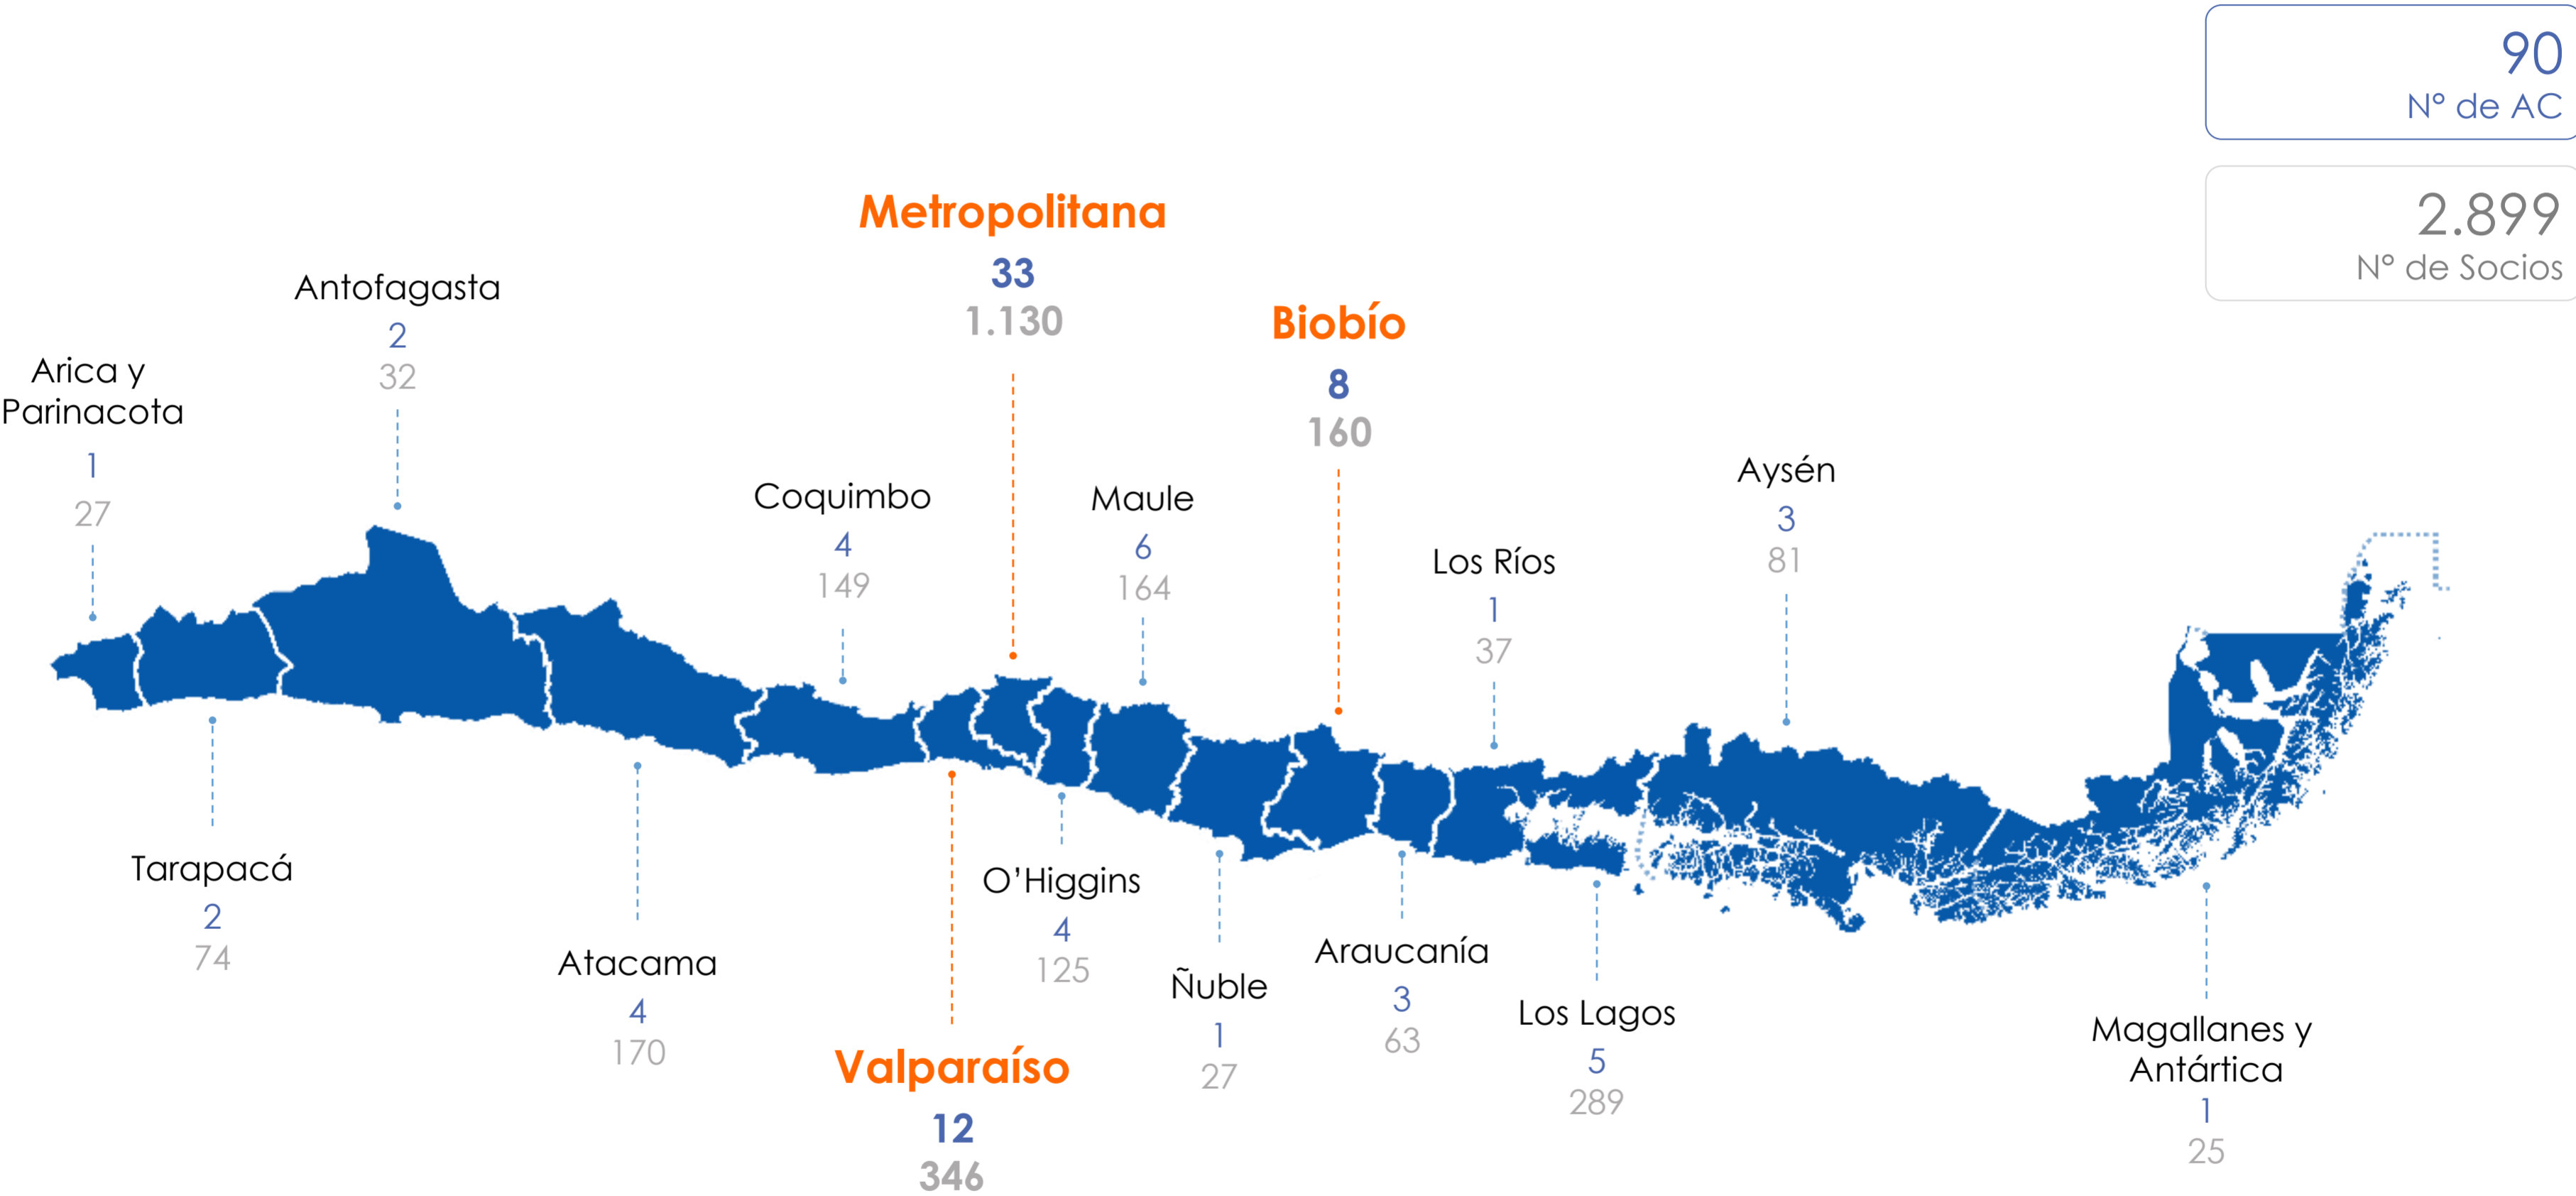 90
N° de AC
2.899
N° de Socios
Metropolitana
33
1.130
Antofagasta
2
32
Biobío
8
160
Arica y
Parinacota
1
27
Coquimbo
4
149
Maule
6
164
Aysén
3
81
Los Ríos
1
37
Tarapacá
2
74
Atacama
4
170
Valparaíso
12
346
O’Higgins
4
125
Ñuble
1
27
Araucanía
3
63
Los Lagos
5
289
Magallanes y
Antártica
1
25